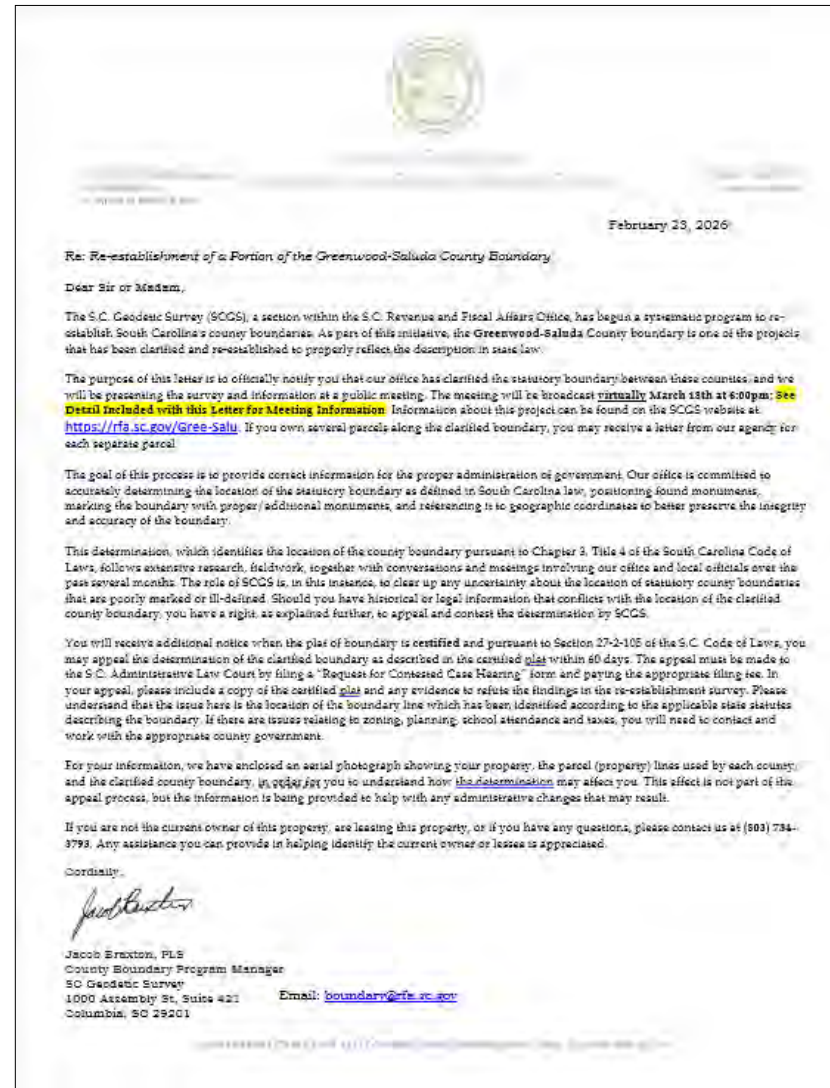 February 23, 2026
Re: Re-establishment of a Portion of the Greenwood-Saluda County Boundary
Dear Sir or Madam,
The S.C. Geodetic Survey (SCGS), a section within the S.C. Revenue and Fiscal Affairs Office, has begun a systematic program to re-
establish South Carolina's county boundaries. As part of this initiative, the Greenwood-Saluda County boundary is one of the projects
that has been clarified and re-established to properly reflect the description in state law.
The purpose of this letter is to officially notify you that our office has clarified the statutory boundary between these counties, and we
will be presenting the survey and information at a public meeting. The meeting will be broadcast virtually March 18th at 6:00pm; See
Detail Included with this Letter for Meeting Information. Information about this project can be found on the SCGS website at
https://rfa.sc.gov/Gree-Salu. If you own several parcels along the clarified boundary, you may receive a letter from our agency for
each separate parcel.
The goal of this process is to provide correct information for the proper administration of government. Our office is committed to
accurately determining the location of the statutory boundary as defined in South Carolina law, positioning found monuments,
marking the boundary with proper/additional monuments, and referencing it to geographic coordinates to better preserve the integrity
and accuracy of the boundary.
This determination, which identifies the location of the county boundary pursuant to Chapter 3, Title 4 of the South Carolina Code of
Laws, follows extensive research, fieldwork, together with conversations and meetings involving our office and local officials over the
past several months. The role of SCGS is, in this instance, to clear up any uncertainty about the location of statutory county boundaries
that are poorly marked or ill-defined. Should you have historical or legal information that conflicts with the location of the clarified
county boundary, you have a right, as explained further, to appeal and contest the determination by SCGS.
You will receive additional notice when the plat of boundary is certified and pursuant to Section 27-2-105 of the S.C. Code of Laws, you
may appeal the determination of the clarified boundary as described in the certified plat within 60 days. The appeal must be made to
the S.C. Administrative Law Court by filing a "Request for Contested Case Hearing" form and paying the appropriate filing fee. In
your appeal, please include a copy of the certified plat and any evidence to refute the findings in the re-establishment survey. Please
understand that the issue here is the location of the boundary line which has been identified according to the applicable state statutes
describing the boundary. If there are issues relating to zoning, planning, school attendance and taxes, you will need to contact and
work with the appropriate county government.
For your information, we have enclosed an aerial photograph showing your property, the parcel (property) lines used by each county,
and the clarified county boundary, in order for you to understand how the determination may affect you. This effect is not part of the
appeal process, but the information is being provided to help with any administrative changes that may result.
If you are not the current owner of this property, are leasing this property, or if you have any questions, please contact us at (803) 734-
3793. Any assistance you can provide in helping identify the current owner or lessee is appreciated.
Cordially,
Jacob Braxton
Jacob Braxton, PLS
County Boundary Program Manager
SC Geodetic Survey
1000 Assembly St, Suite 421 Email: boundary@rfa.sc.gov
Columbia, SC 29201